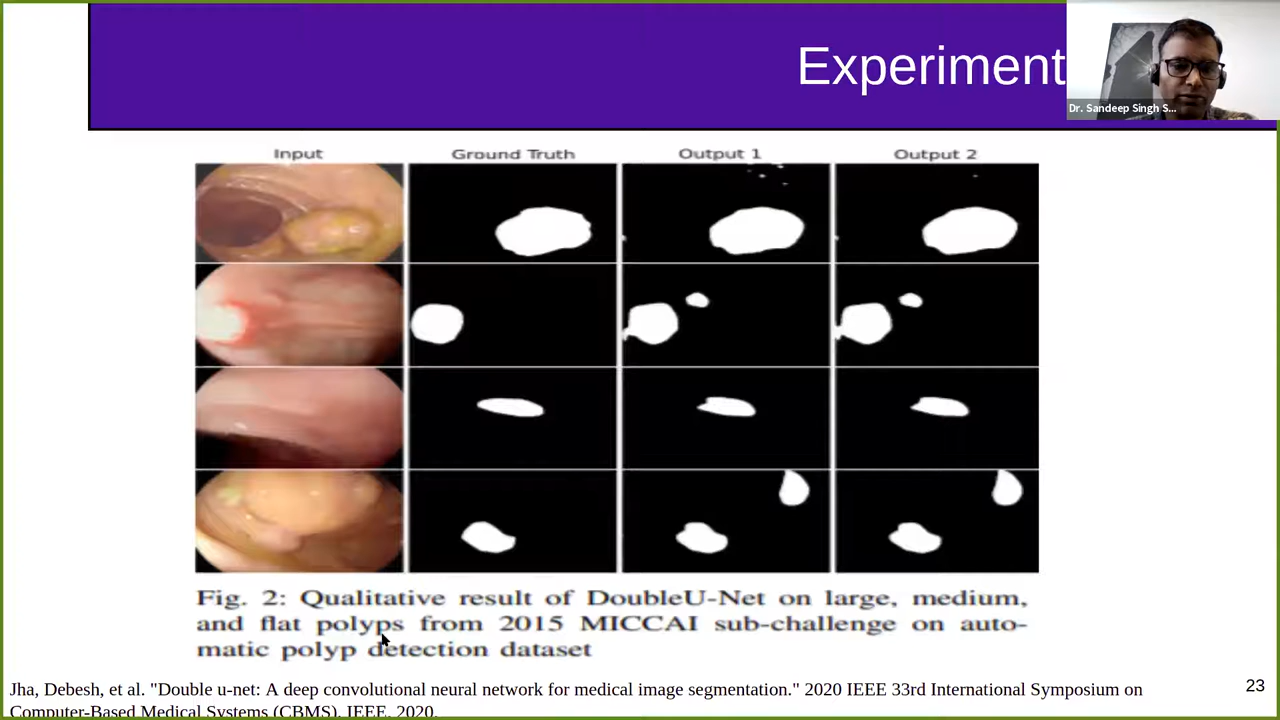 Experiment
Dr. Sandeep Singh S...
Input Ground Truth Output 1 Output 2
Fig. 2: Qualitative result of DoubleU-Net on large, medium,
and flat polyps from 2015 MICCAI sub-challenge on auto-
matic polyp detection dataset
Jha, Debesh, et al. "Double u-net: A deep convolutional neural network for medical image segmentation." 2020 IEEE 33rd International Symposium on
Computer-Based Medical Systems (CBMS). IEEE, 2020.
23